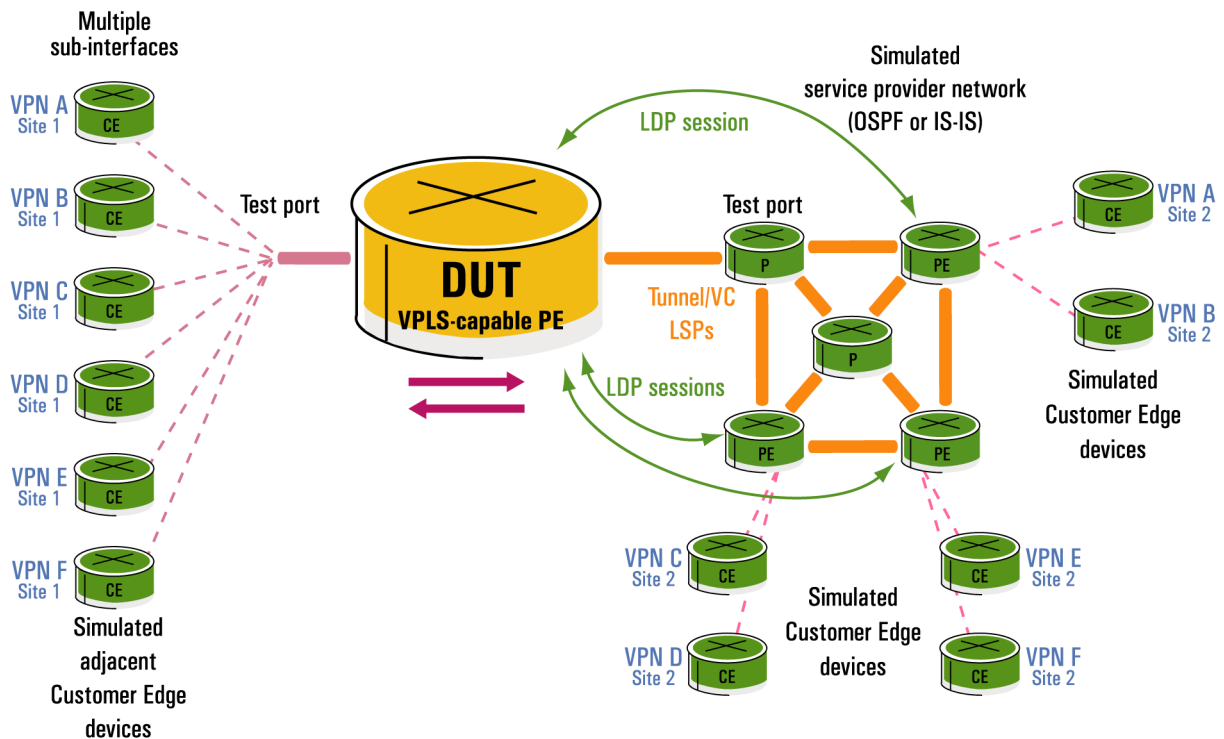 Multiple
sub-interfaces
VPN A
Site 1
CE
VPN B
Site 1
CE
VPN C
Site 1
CE
VPN D
Site 1
CE
VPN E
Site 1
CE
VPN F
Site 1
CE
Simulated
adjacent
Customer Edge
devices
Test port
DUT
VPLS-capable PE
LDP session
Simulated
service provider network
(OSPF or IS-IS)
Test port
P
PE
Tunnel/VC
LSPs
P
LDP sessions
PE
PE
CE
VPN A
Site 2
CE
VPN B
Site 2
Simulated
Customer Edge
devices
VPN C
Site 2
CE
VPN D
Site 2
CE
Simulated
Customer Edge
devices
CE
VPN E
Site 2
CE
VPN F
Site 2